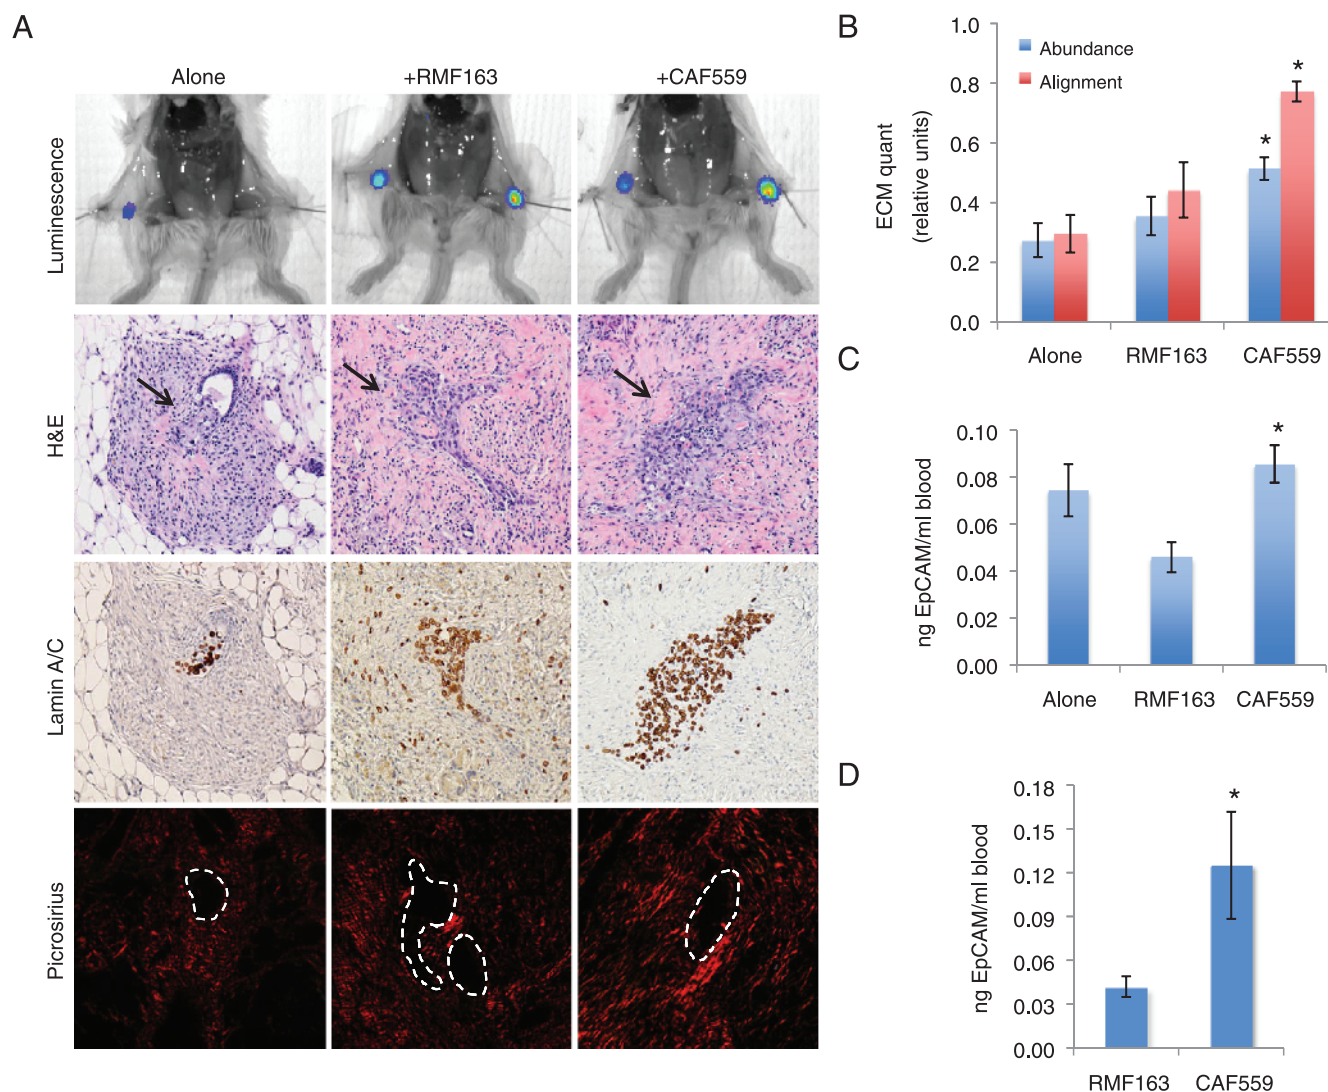 A
Alone
+RMF163
+CAF559
Luminescence
H&E
Lamin A/C
Picrosirius
B
1.0
0.8
0.6
0.4
0.2
0.0
ECM quant
(relative units)
Abundance
Alignment
*
*
Alone
RMF163
CAF559
C
0.10
0.08
0.06
0.04
0.02
0.00
ng EpCAM/ml blood
*
Alone
RMF163
CAF559
D
0.18
0.15
0.12
0.09
0.06
0.03
0.00
ng EpCAM/ml blood
*
RMF163
CAF559